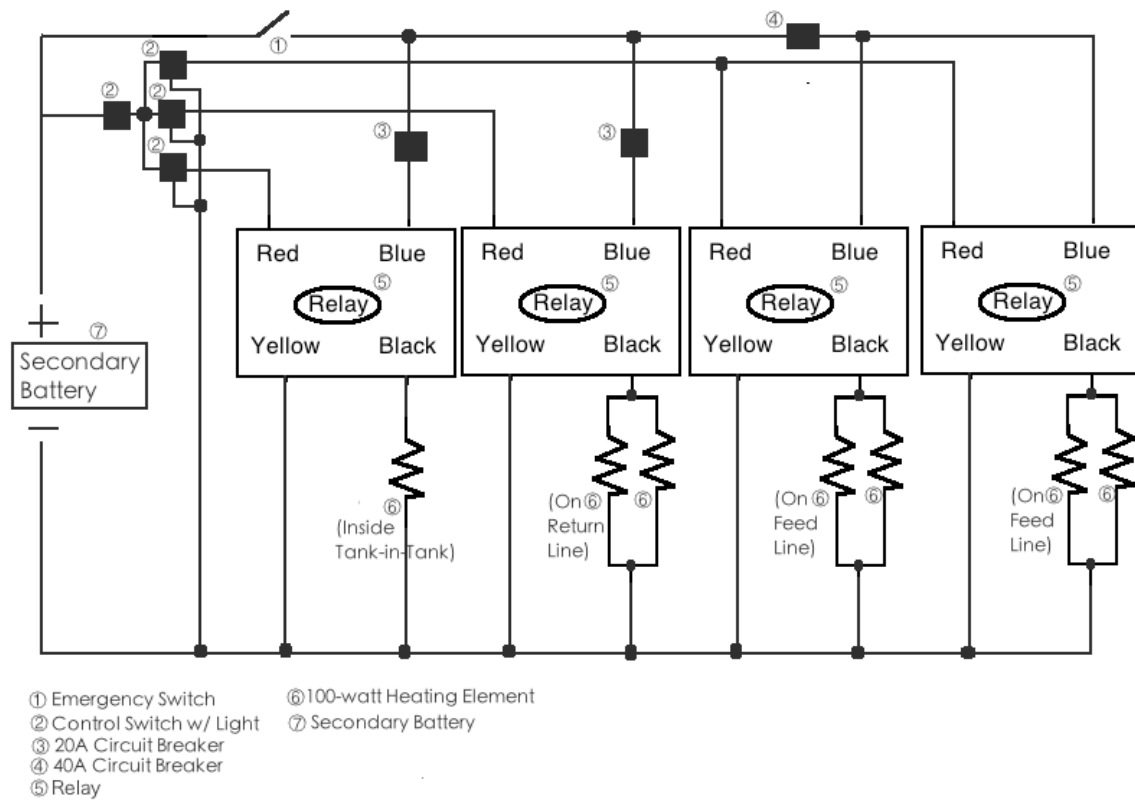 ①
④
②
②
②
②
③
③
Red Blue
Relay ⑤
Yellow Black
Red Blue
Relay ⑤
Yellow Black
Red Blue
Relay ⑤
Yellow Black
Red Blue
Relay ⑤
Yellow Black
+
⑦
Secondary
Battery
−
⑥
(Inside
Tank-in-Tank)
(On ⑥ ⑥
Return
Line)
(On ⑥ ⑥
Feed
Line)
(On ⑥ ⑥
Feed
Line)
① Emergency Switch
② Control Switch w/ Light
③ 20A Circuit Breaker
④ 40A Circuit Breaker
⑤ Relay
⑥ 100-watt Heating Element
⑦ Secondary Battery